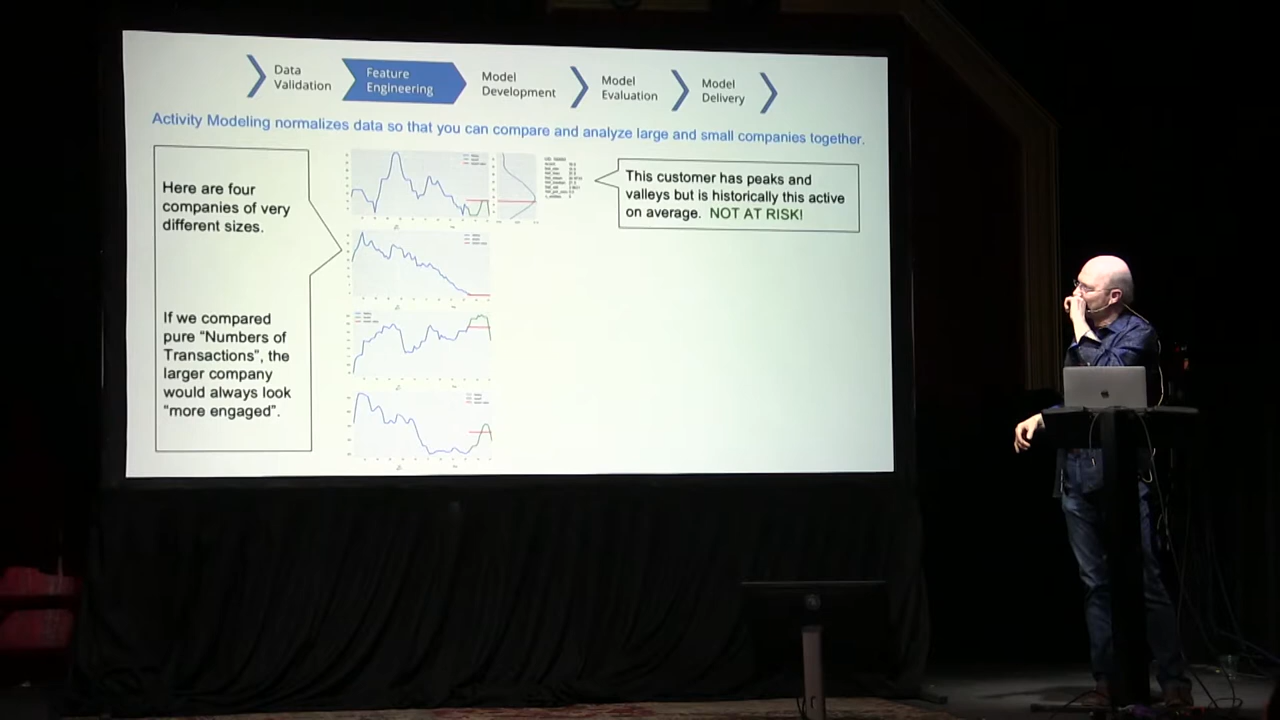 Data
Validation
Feature
Engineering
Model
Development
Model
Evaluation
Model
Delivery
Activity Modeling normalizes data so that you can compare and analyze large and small companies together.
Here are four
companies of very
different sizes.
If we compared
pure “Numbers of
Transactions”, the
larger company
would always look
“more engaged”.
This customer has peaks and
valleys but is historically this active
on average. NOT AT RISK!